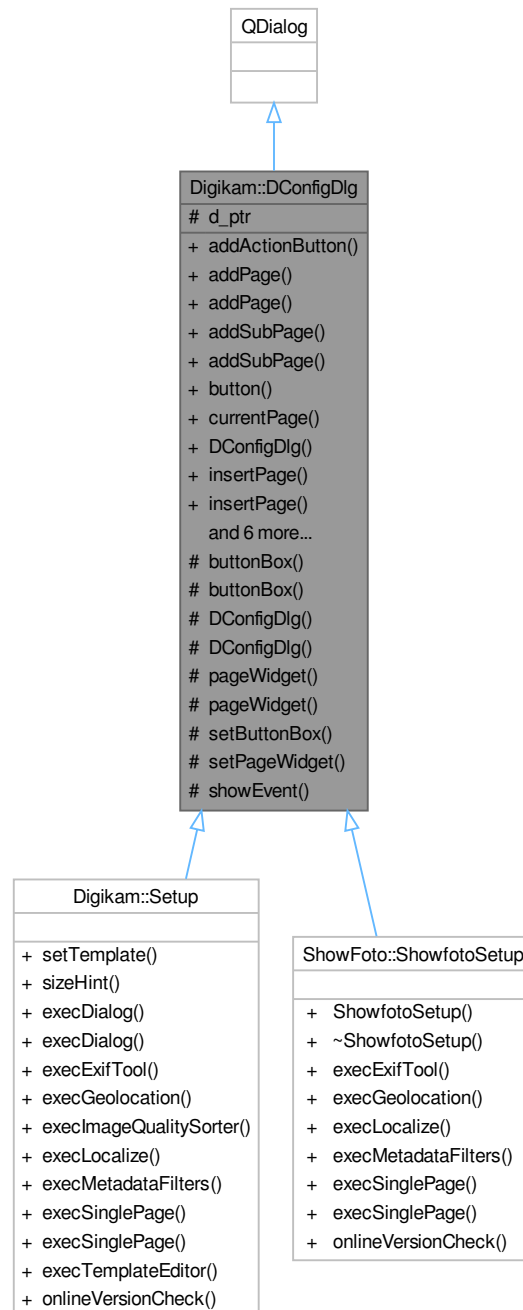 QDialog
Digikam::DConfigDlg
# d_ptr
+ addActionButton()
+ addPage()
+ addPage()
+ addSubPage()
+ addSubPage()
+ button()
+ currentPage()
+ DConfigDlg()
+ insertPage()
+ insertPage()
and 6 more...
# buttonBox()
# buttonBox()
# DConfigDlg()
# DConfigDlg()
# pageWidget()
# pageWidget()
# setButtonBox()
# setPageWidget()
# showEvent()
Digikam::Setup
+ setTemplate()
+ sizeHint()
+ execDialog()
+ execDialog()
+ execExifTool()
+ execGeolocation()
+ execImageQualitySorter()
+ execLocalize()
+ execMetadataFilters()
+ execSinglePage()
+ execSinglePage()
+ execTemplateEditor()
+ onlineVersionCheck()
ShowFoto::ShowfotoSetup
+ ShowfotoSetup()
+ ~ShowfotoSetup()
+ execExifTool()
+ execGeolocation()
+ execLocalize()
+ execMetadataFilters()
+ execSinglePage()
+ execSinglePage()
+ onlineVersionCheck()